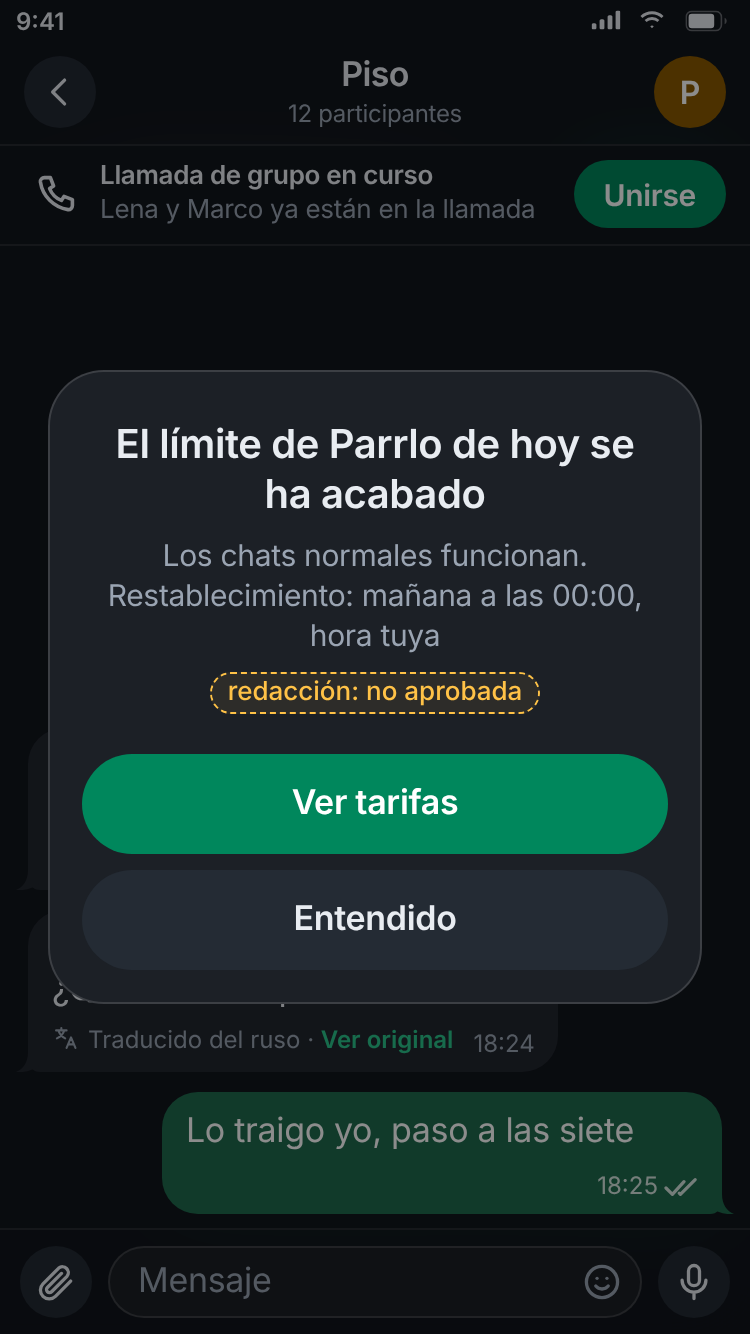 9:41
Piso
12 participantes
P
Llamada de grupo en curso
Lena y Marco ya están en la llamada
Unirse
El límite de Parrlo de hoy se
ha acabado
Los chats normales funcionan.
Restablecimiento: mañana a las 00:00,
hora tuya
redacción: no aprobada
Ver tarifas
Entendido
Traducido del ruso · Ver original 18:24
Lo traigo yo, paso a las siete
18:25
Mensaje